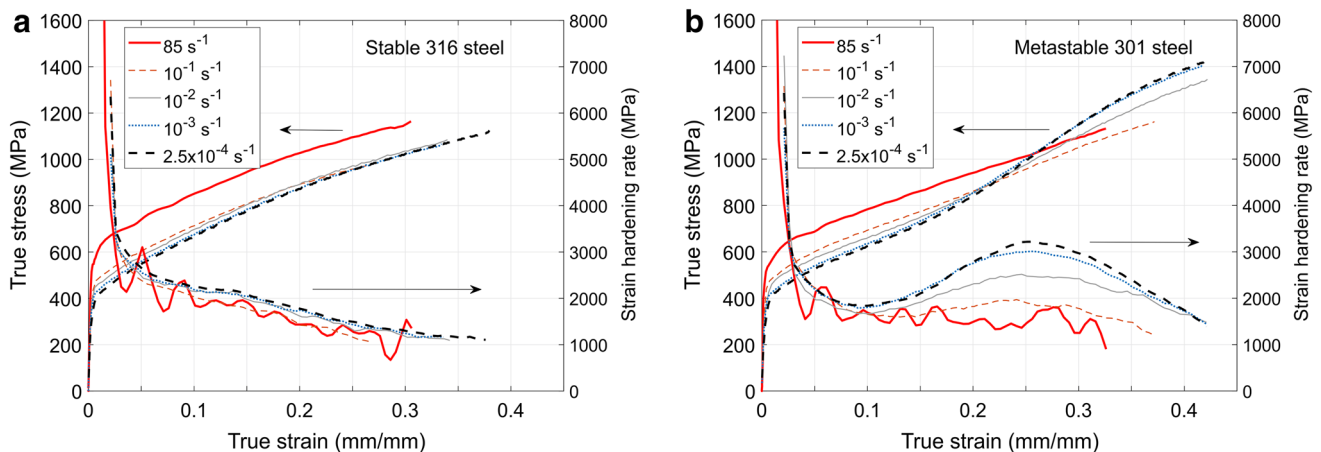 a
Stable 316 steel
85 s⁻¹
10⁻¹ s⁻¹
10⁻² s⁻¹
10⁻³ s⁻¹
2.5x10⁻⁴ s⁻¹
True stress (MPa)
1600
1400
1200
1000
800
600
400
200
0
0
0.1
0.2
0.3
0.4
True strain (mm/mm)
8000
7000
6000
5000
4000
3000
2000
1000
0
Strain hardening rate (MPa)
b
Metastable 301 steel
85 s⁻¹
10⁻¹ s⁻¹
10⁻² s⁻¹
10⁻³ s⁻¹
2.5x10⁻⁴ s⁻¹
True stress (MPa)
1600
1400
1200
1000
800
600
400
200
0
0
0.1
0.2
0.3
0.4
True strain (mm/mm)
8000
7000
6000
5000
4000
3000
2000
1000
0
Strain hardening rate (MPa)